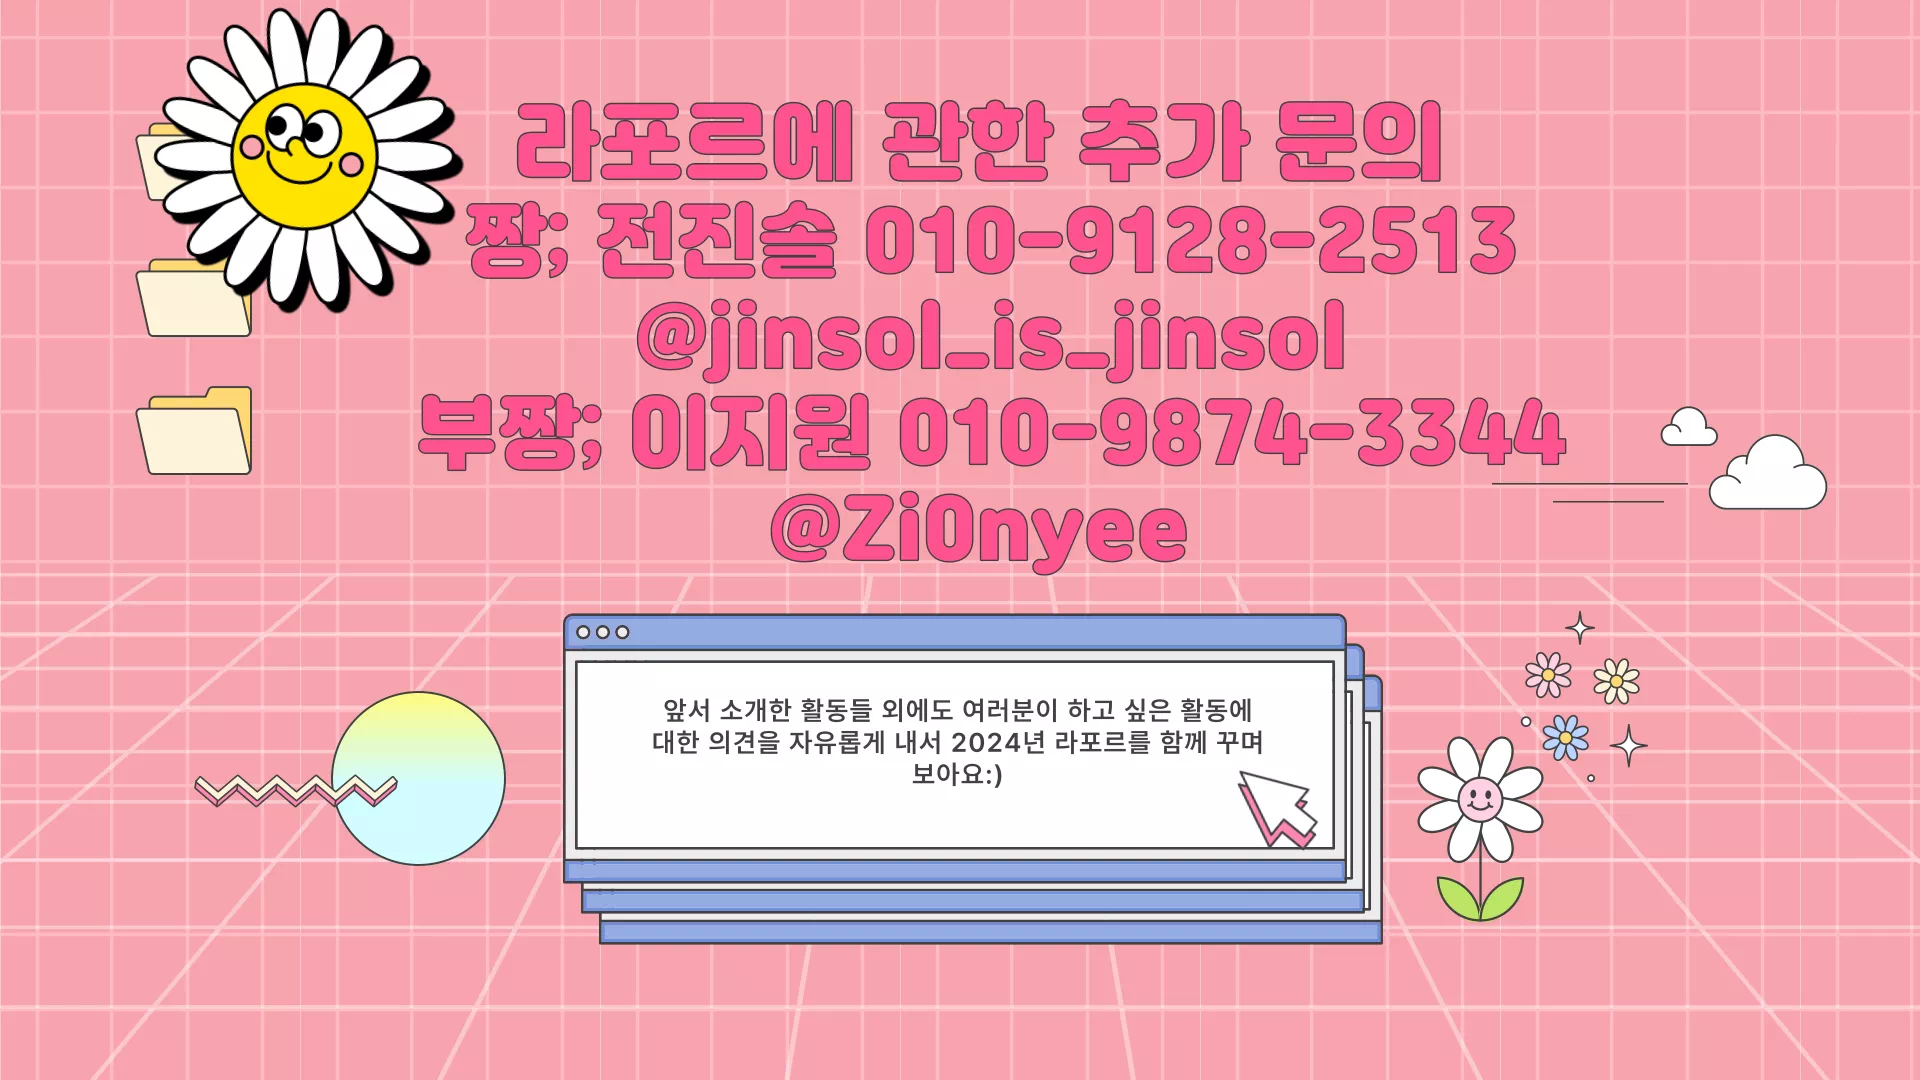 라포르에 관한 추가 문의
짱; 전진솔 010-9128-2513
@jinsol_is_jinsol
부짱; 이지원 010-9874-3344
@Zi0nyee
앞서 소개한 활동들 외에도 여러분이 하고 싶은 활동에
대한 의견을 자유롭게 내서 2024년 라포르를 함께 꾸며
보아요:)